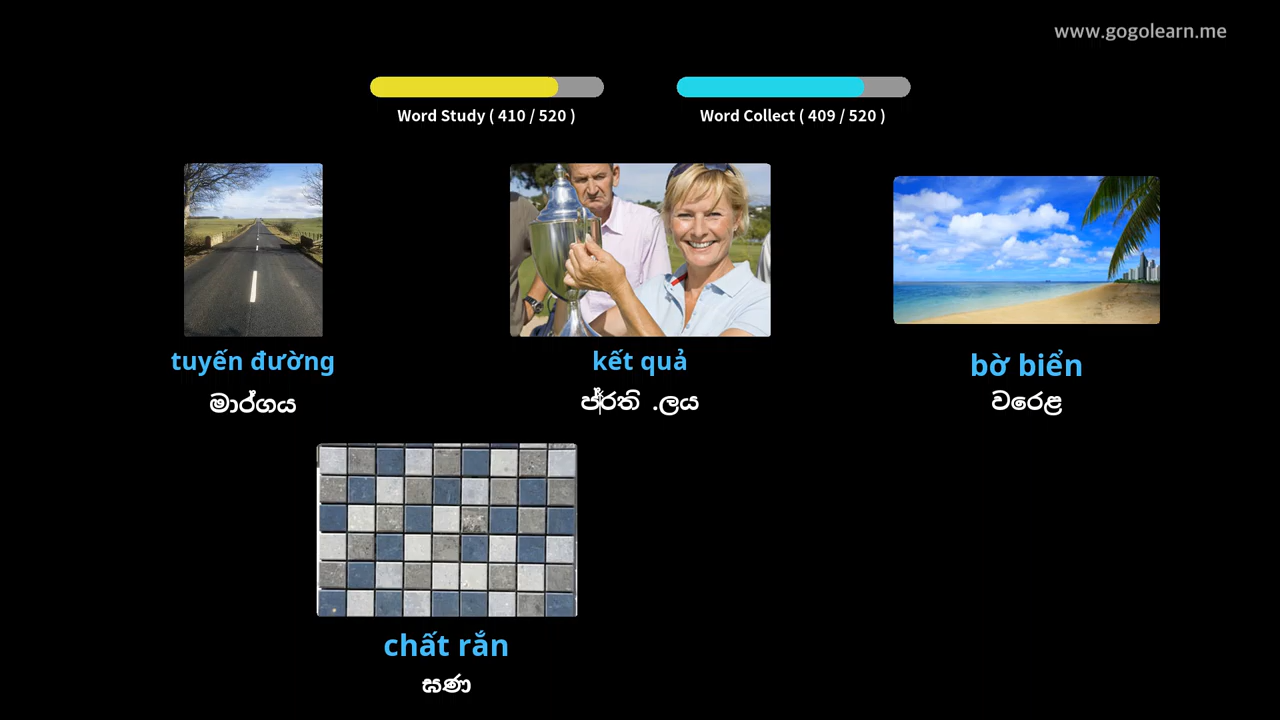 www.gogolearn.me
Word Study ( 410 / 520 )
Word Collect ( 409 / 520 )
tuyến đường
මාර්ගය
kết quả
ප්රති .ලය
bờ biển
වරෙළ
chất rắn
ඝණ